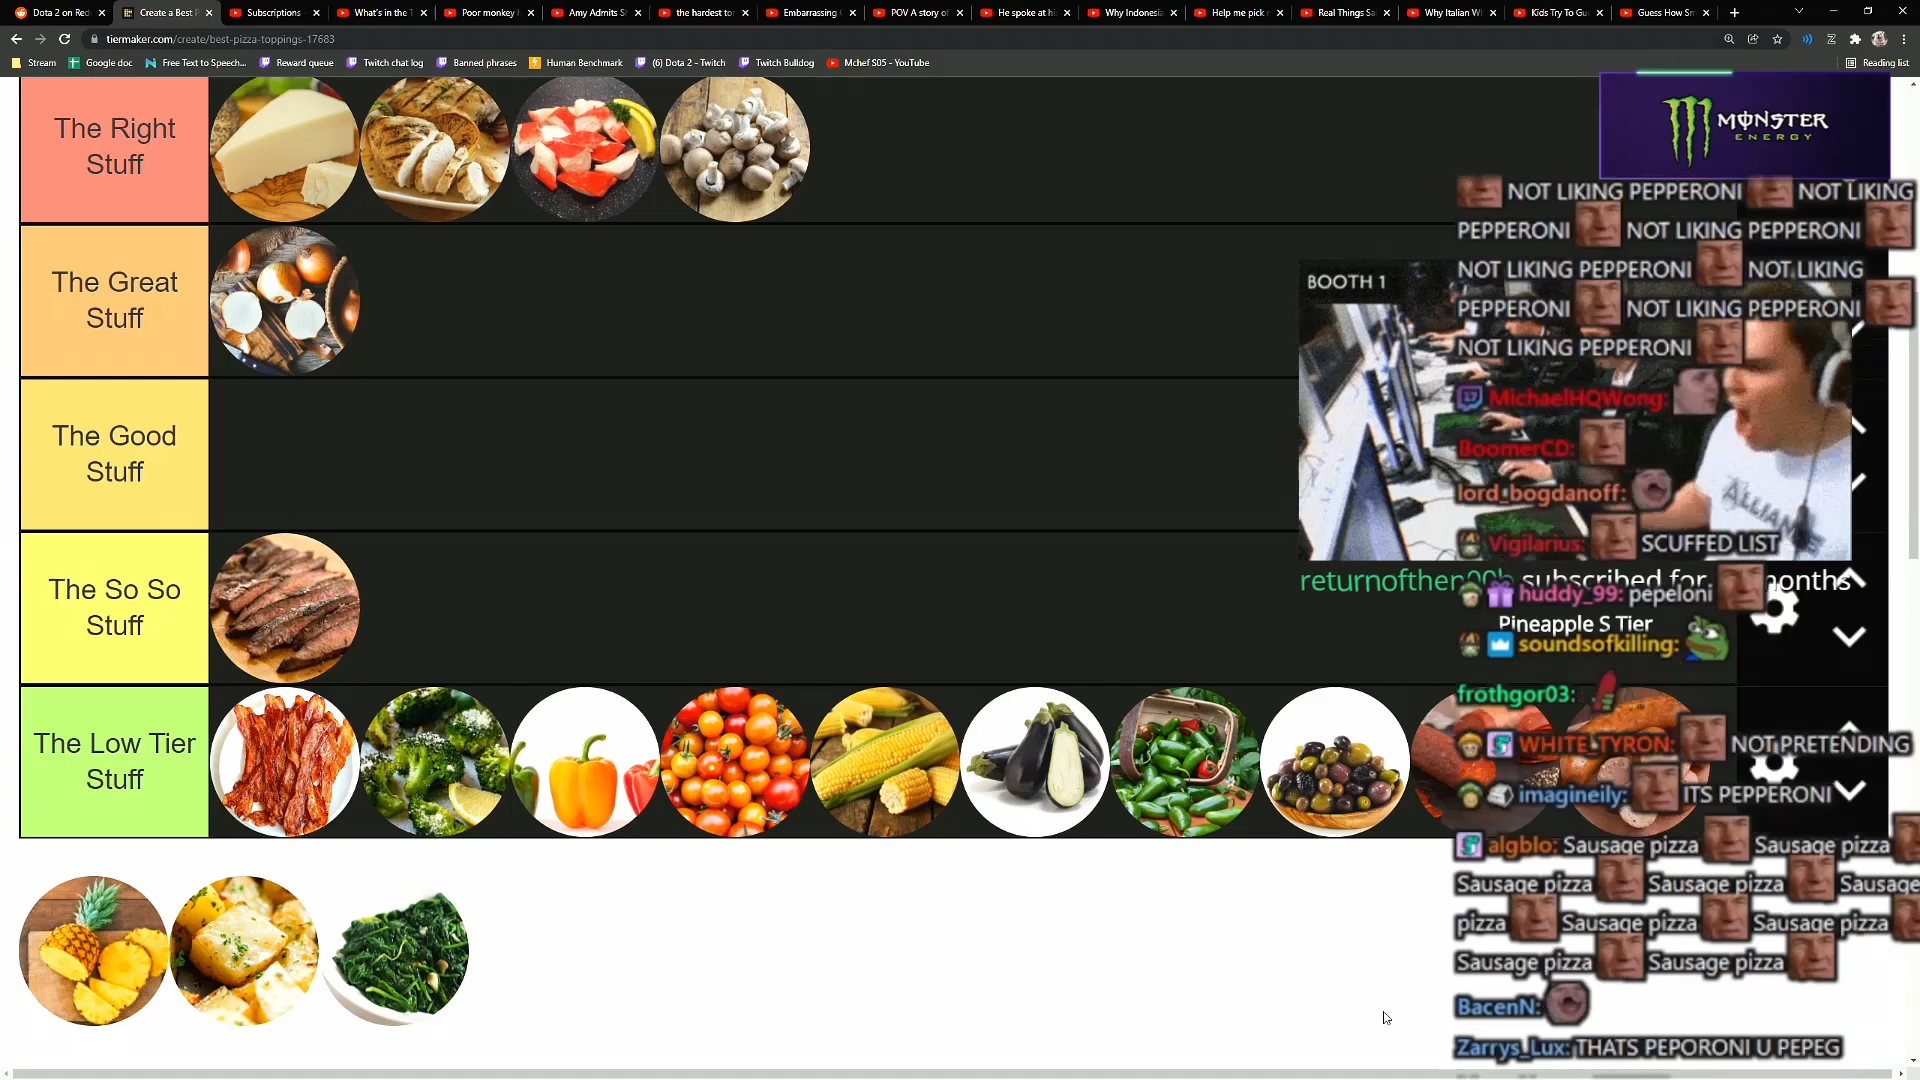 Dota 2 on Red
Create a Best P
Subscriptions
What's in the T
Poor monkey h
Amy Admits S
the hardest to
Embarrassing
POV A story of
He spoke at hi
Why Indonesia
Help me pick
Real Things Sa
Why Italian W
Kids Try To Gu
Guess How Sm
tiermaker.com/create/best-pizza-toppings-17683
Stream
Google doc
Free Text to Speech...
Reward queue
Twitch chat log
Banned phrases
Human Benchmark
(6) Dota 2 - Twitch
Twitch Bulldog
Mchef S05 - YouTube
Reading list
The Right
Stuff
The Great
Stuff
The Good
Stuff
The So So
Stuff
The Low Tier
Stuff
MONSTER
ENERGY
BOOTH 1
ALLIAN
NOT LIKING PEPPERONI NOT LIKING
PEPPERONI NOT LIKING PEPPERONI
NOT LIKING PEPPERONI NOT LIKING
PEPPERONI NOT LIKING PEPPERONI
NOT LIKING PEPPERONI
MichaelHQWong:
BoomerCD:
lord_bogdanoff:
Vigilarius: SCUFFED LIST
subscribed for months
huddy_99: pepeloni
Pineapple S Tier
soundsofkilling:
frothgor03:
WHITE_TYRON: NOT PRETENDING
imagineily: ITS PEPPERONI
algblo: Sausage pizza Sausage pizza
Sausage pizza Sausage pizza Sausage
pizza Sausage pizza Sausage pizza
Sausage pizza Sausage pizza
BacenN:
Zarrys_Lux: THATS PEPORONI U PEPEG